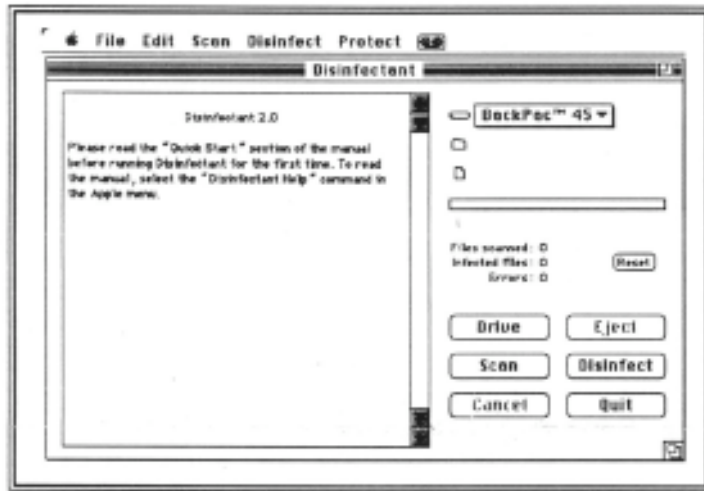 File Edit Scan Disinfect Protect
Disinfectant
Disinfectant 2.0
Please read the "Quick Start" section of the manual
before running Disinfectant for the first time. To read
the manual, select the "Disinfectant Help" command in
the Apple menu.
BackPac™ 45
Files scanned: 0
Infected files: 0
Errors: 0
Reset
Drive Eject
Scan Disinfect
Cancel Quit